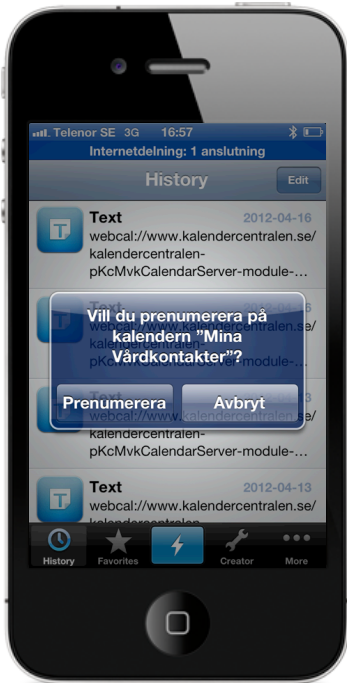 Telenor SE 3G 16:57
Internetdelning: 1 anslutning
History Edit
Text 2012-04-16
webcal://www.kalendercentralen.se/
kalendercentralen-
pKcMvkCalendarServer-module-...
Vill du prenumerera på
kalendern ”Mina
Vårdkontakter”?
Prenumerera Avbryt
kalendercentralen-
pKcMvkCalendarServer-module-...
Text 2012-04-13
webcal://www.kalendercentralen.se/
kalendercentralen
History Favorites Creator More